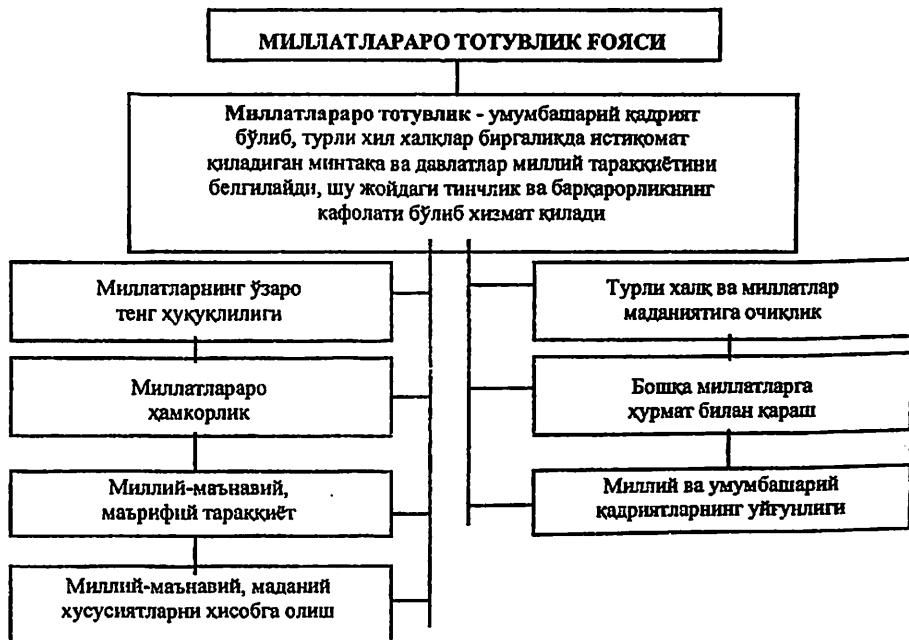 МИЛЛАТЛАРАРО ТОТУВЛИК ҒОЯСИ
Миллатлараро тотувлик - умумбашарий қадрият
бўлиб, турли хил халқлар биргаликда истиқомат
қиладиган минтақа ва давлатлар миллий тараққиётини
белгилайди, шу жойдаги тинчлик ва барқарорликнинг
кафолати бўлиб хизмат қилади
Миллатларнинг ўзаро
тенг ҳуқуқлилиги
Миллатлараро
ҳамкорлик
Миллий-маънавий,
маърифий тараққиёт
Миллий-маънавий, маданий
хусусиятларни ҳисобга олиш
Турли халқ ва миллатлар
маданиятига очиқлик
Бошқа миллатларга
ҳурмат билан қараш
Миллий ва умумбашарий
қадриятларнинг уйғунлиги